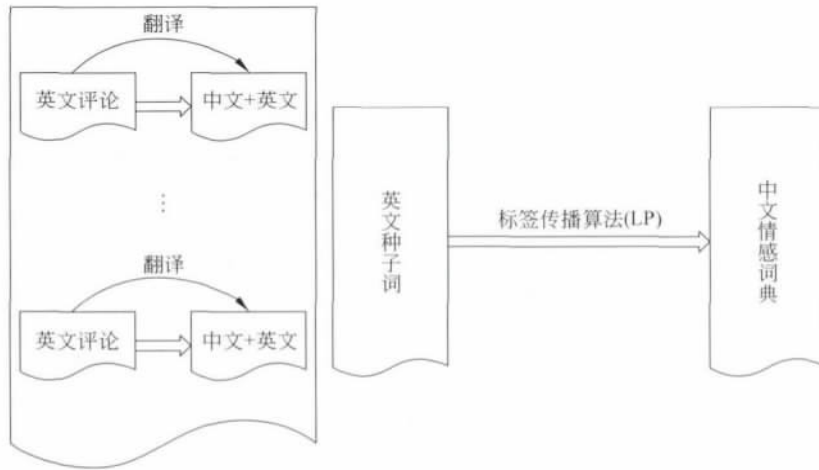 翻译
英文评论
中文+英文
⋮
翻译
英文评论
中文+英文
英文种子词
标签传播算法(LP)
中文情感词典